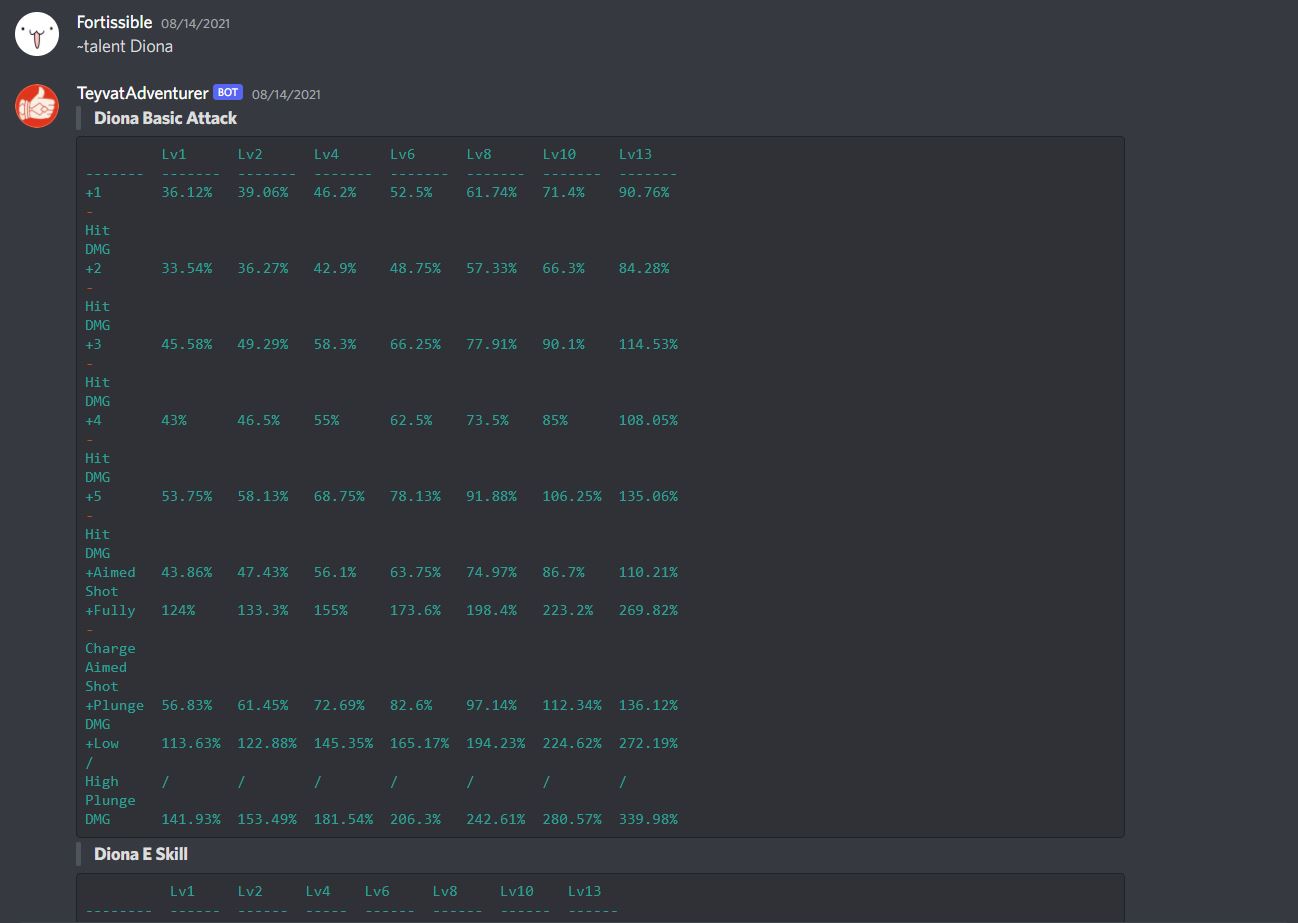 Fortissible 08/14/2021
~talent Diona
TeyvatAdventurer BOT 08/14/2021
Diona Basic Attack
Lv1 Lv2 Lv4 Lv6 Lv8 Lv10 Lv13
------- ------- ------- ------- ------- ------- ------- -------
+1 36.12% 39.06% 46.2% 52.5% 61.74% 71.4% 90.76%
-
Hit
DMG
+2 33.54% 36.27% 42.9% 48.75% 57.33% 66.3% 84.28%
-
Hit
DMG
+3 45.58% 49.29% 58.3% 66.25% 77.91% 90.1% 114.53%
-
Hit
DMG
+4 43% 46.5% 55% 62.5% 73.5% 85% 108.05%
-
Hit
DMG
+5 53.75% 58.13% 68.75% 78.13% 91.88% 106.25% 135.06%
-
Hit
DMG
+Aimed 43.86% 47.43% 56.1% 63.75% 74.97% 86.7% 110.21%
Shot
+Fully 124% 133.3% 155% 173.6% 198.4% 223.2% 269.82%
-
Charge
Aimed
Shot
+Plunge 56.83% 61.45% 72.69% 82.6% 97.14% 112.34% 136.12%
DMG
+Low 113.63% 122.88% 145.35% 165.17% 194.23% 224.62% 272.19%
/
High / / / / / / /
Plunge
DMG 141.93% 153.49% 181.54% 206.3% 242.61% 280.57% 339.98%
Diona E Skill
Lv1 Lv2 Lv4 Lv6 Lv8 Lv10 Lv13
-------- ------ ------ ----- ------ ------ ------ ------